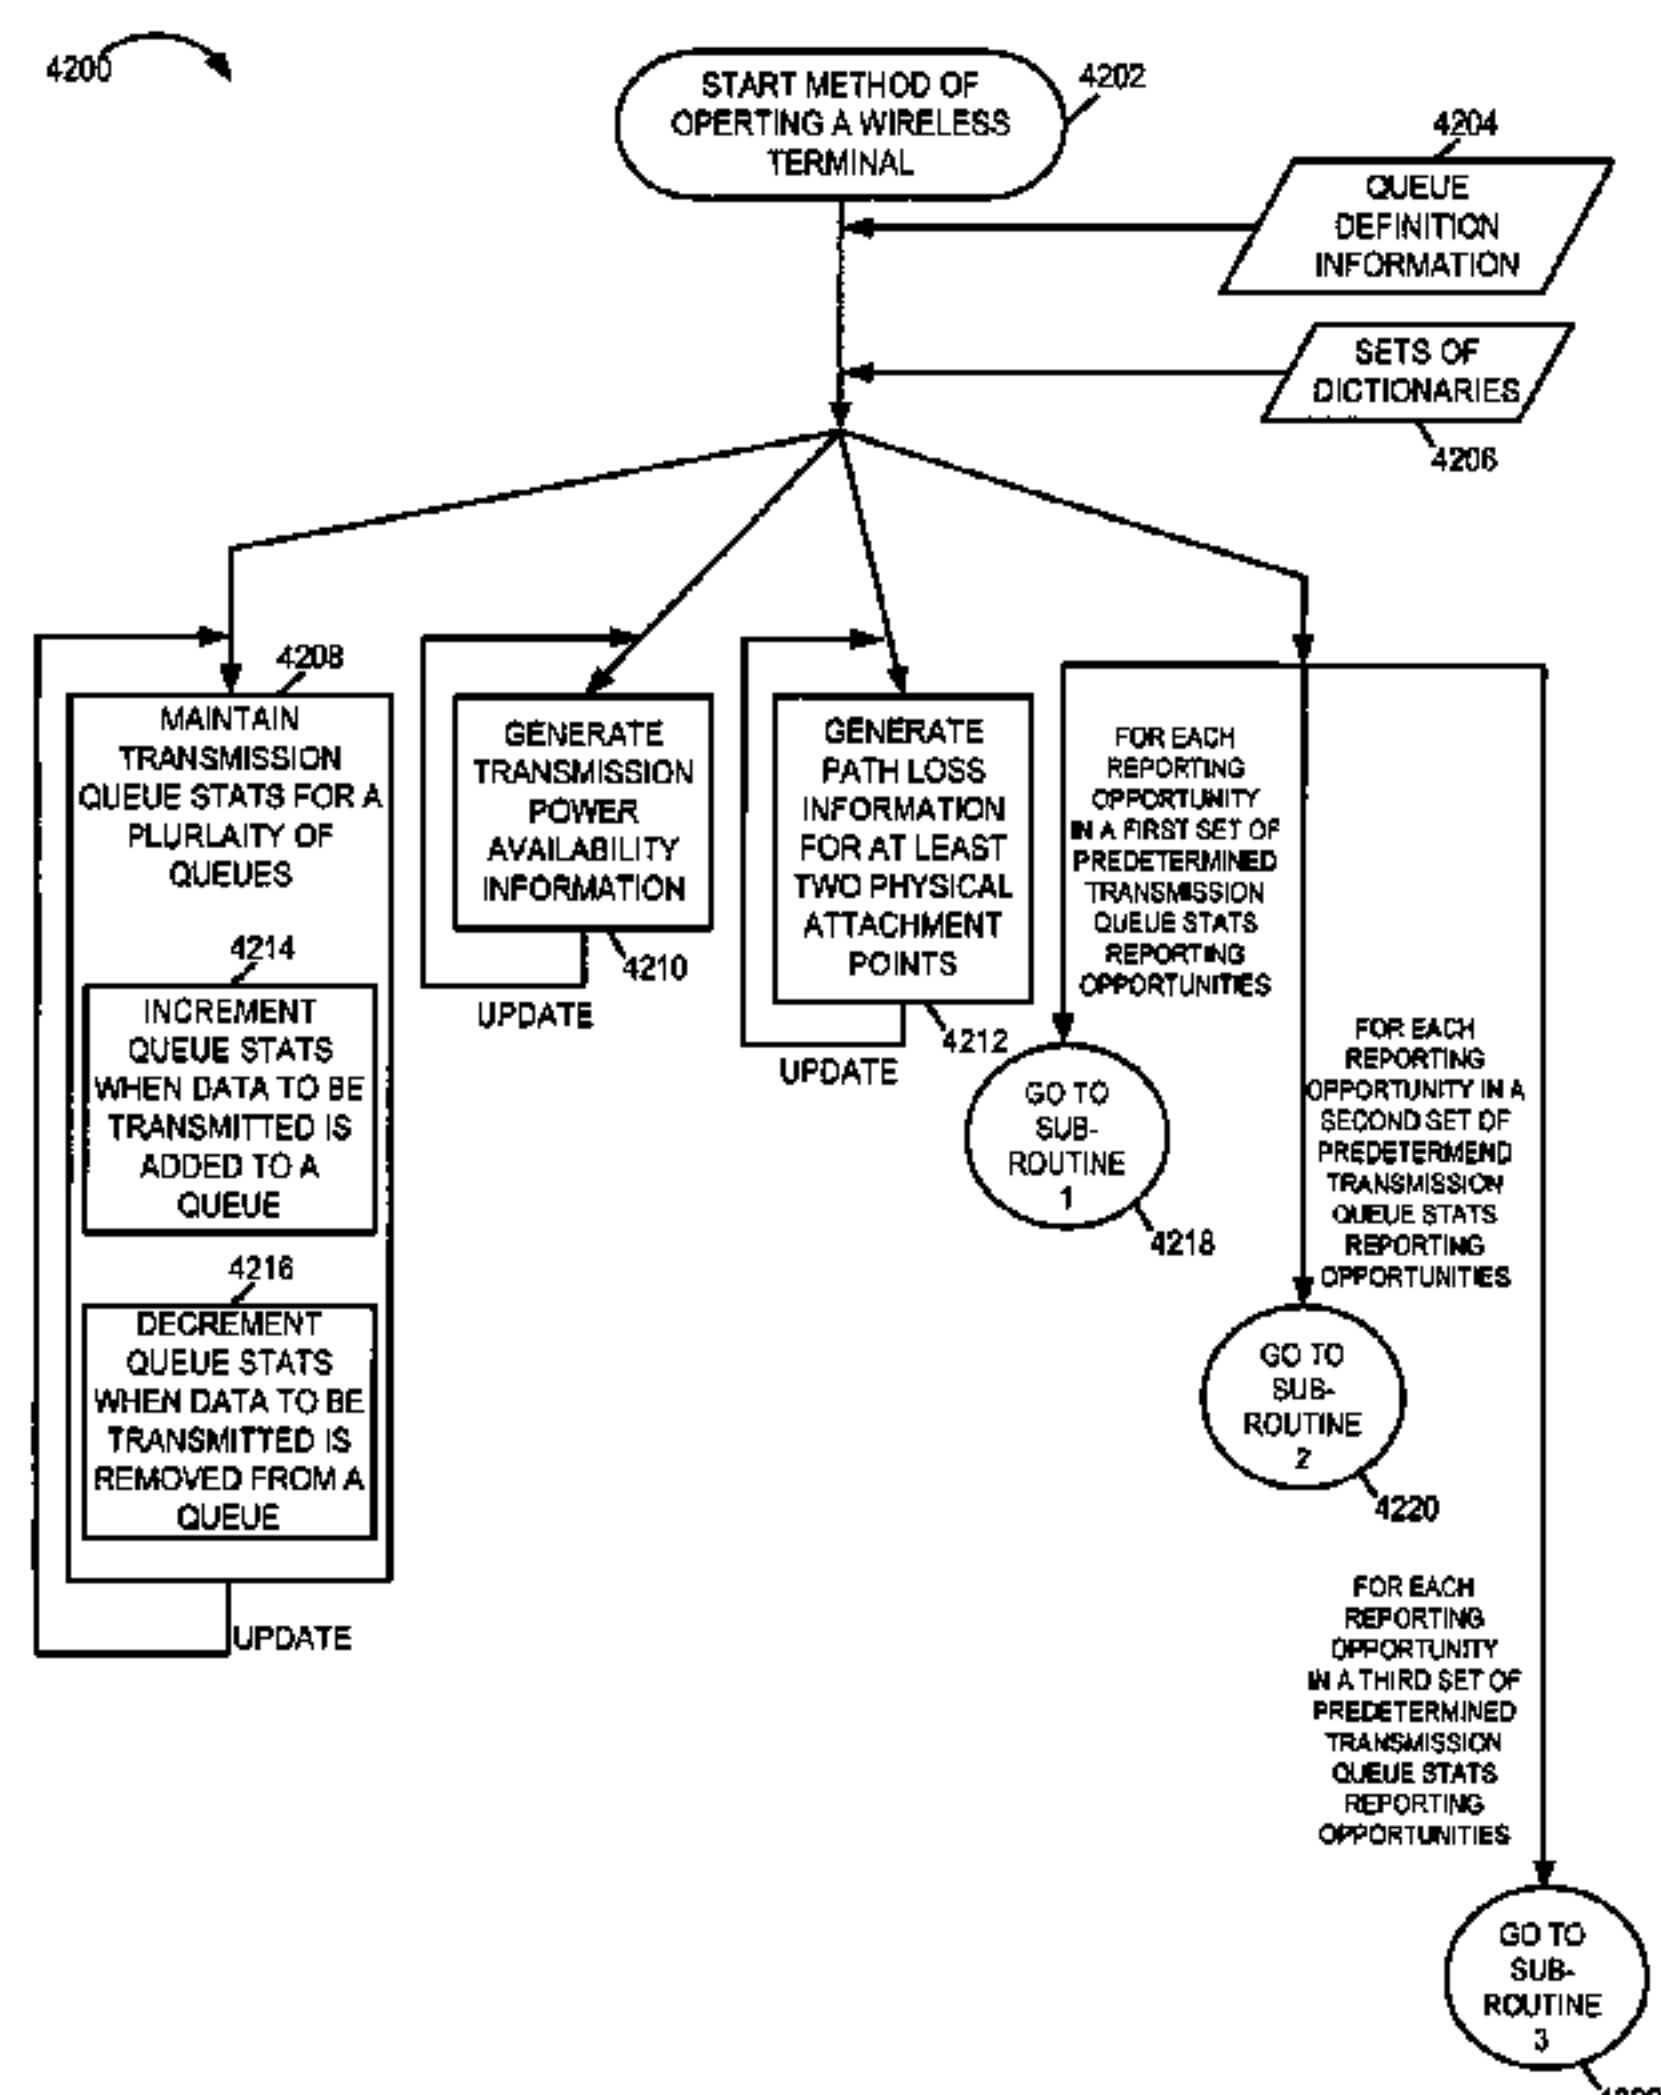 4200
START METHOD OF
OPERTING A WIRELESS
TERMINAL
4202
4204
QUEUE
DEFINITION
INFORMATION
SETS OF
DICTIONARIES
4206
4208
MAINTAIN
TRANSMISSION
QUEUE STATS FOR A
PLURLAITY OF
QUEUES
4214
INCREMENT
QUEUE STATS
WHEN DATA TO BE
TRANSMITTED IS
ADDED TO A
QUEUE
4216
DECREMENT
QUEUE STATS
WHEN DATA TO BE
TRANSMITTED IS
REMOVED FROM A
QUEUE
UPDATE
GENERATE
TRANSMISSION
POWER
AVAILABILITY
INFORMATION
4210
UPDATE
GENERATE
PATH LOSS
INFORMATION
FOR AT LEAST
TWO PHYSICAL
ATTACHMENT
POINTS
4212
UPDATE
FOR EACH
REPORTING
OPPORTUNITY
IN A FIRST SET OF
PREDETERMINED
TRANSMISSION
QUEUE STATS
REPORTING
OPPORTUNITIES
GO TO
SUB-
ROUTINE
1
4218
FOR EACH
REPORTING
OPPORTUNITY IN A
SECOND SET OF
PREDETERMEND
TRANSMISSION
QUEUE STATS
REPORTING
OPPORTUNITIES
GO TO
SUB-
ROUTINE
2
4220
FOR EACH
REPORTING
OPPORTUNITY
IN A THIRD SET OF
PREDETERMINED
TRANSMISSION
QUEUE STATS
REPORTING
OPPORTUNITIES
GO TO
SUB-
ROUTINE
3